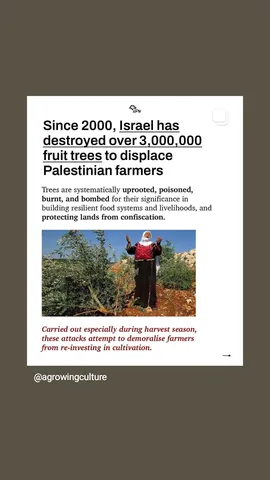 Since 2000, Israel has
destroyed over 3,000,000
fruit trees to displace
Palestinian farmers
Trees are systematically uprooted, poisoned,
burnt, and bombed for their significance in
building resilient food systems and livelihoods, and
protecting lands from confiscation.
Carried out especially during harvest season,
these attacks attempt to demoralise farmers
from re-investing in cultivation.
@agrowingculture